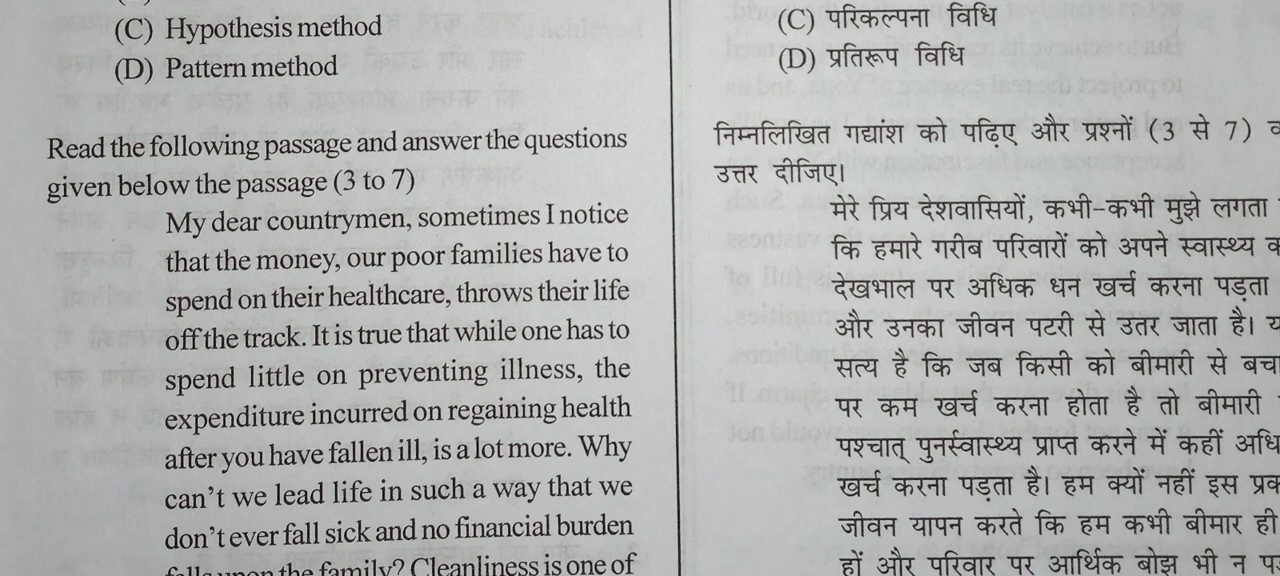 (C) Hypothesis method
(D) Pattern method
Read the following passage and answer the questions
given below the passage (3 to 7)
My dear countrymen, sometimes I notice
that the money, our poor families have to
spend on their healthcare, throws their life
off the track. It is true that while one has to
spend little on preventing illness, the
expenditure incurred on regaining health
after you have fallen ill, is a lot more. Why
can't we lead life in such a way that we
don't ever fall sick and no financial burden
falls upon the family? Cleanliness is one of
(C) परिकल्पना विधि
(D) प्रतिरूप विधि
निम्नलिखित गद्यांश को पढ़िए और प्रश्नों (3 से 7)
उत्तर दीजिए।
मेरे प्रिय देशवासियों, कभी-कभी मुझे लगता
कि हमारे गरीब परिवारों को अपने स्वास्थ्य
देखभाल पर अधिक धन खर्च करना पड़ता
और उनका जीवन पटरी से उतर जाता है।
सत्य है कि जब किसी को बीमारी से
पर कम खर्च करना होता है तो बीमारी
पश्चात् पुनर्स्वास्थ्य प्राप्त करने में कहीं
खर्च करना पड़ता है। हम क्यों नहीं इस
जीवन यापन करते कि हम कभी बीमार ही
हों और परिवार पर आर्थिक बोझ भी न